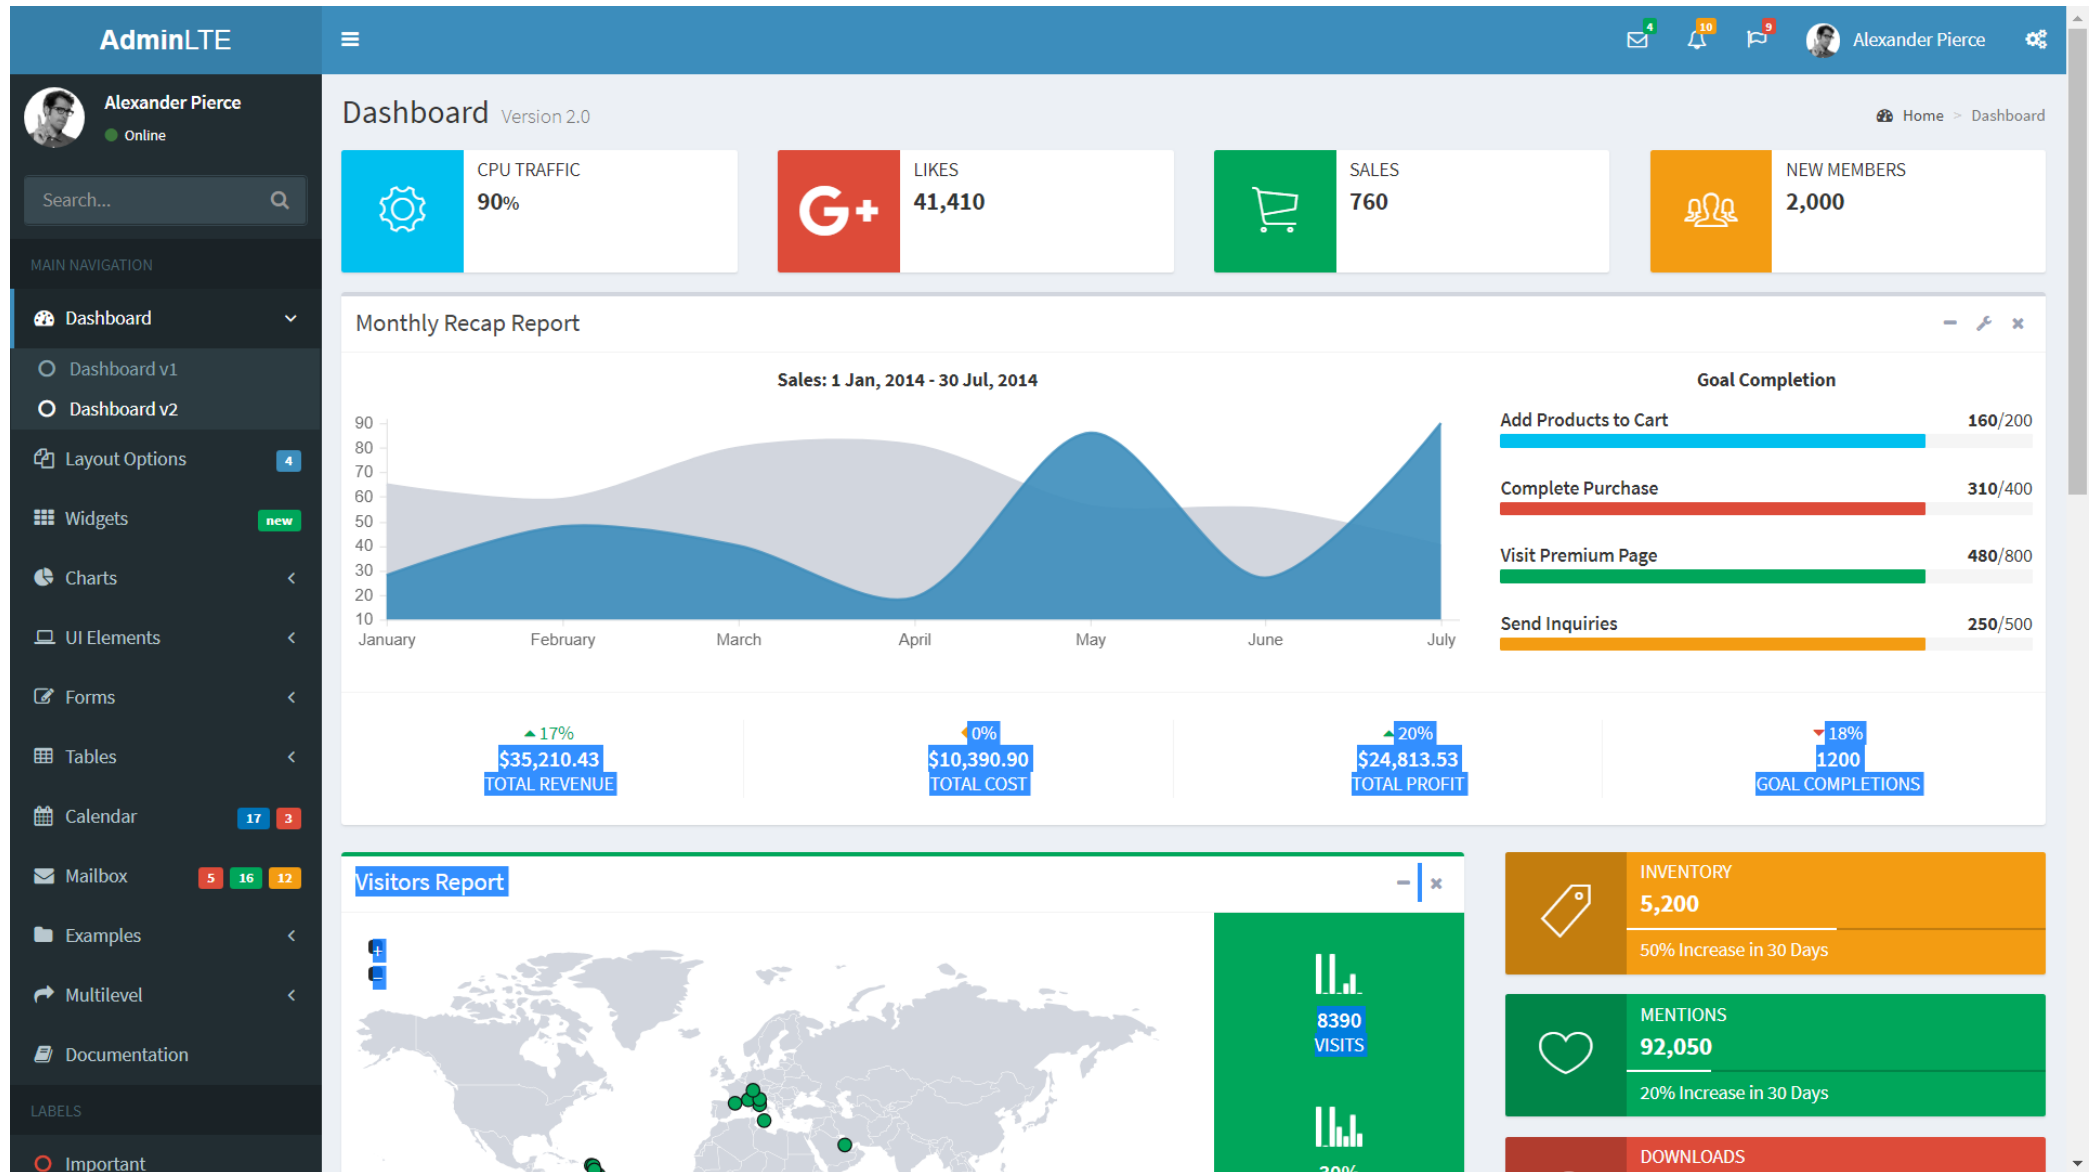 AdminLTE
4
10
9
Alexander Pierce
Alexander Pierce
Online
Search...
MAIN NAVIGATION
Dashboard
Dashboard v1
Dashboard v2
Layout Options 4
Widgets new
Charts
UI Elements
Forms
Tables
Calendar 17 3
Mailbox 5 16 12
Examples
Multilevel
Documentation
LABELS
Important
Dashboard Version 2.0
Home > Dashboard
CPU TRAFFIC
90%
G+
LIKES
41,410
SALES
760
NEW MEMBERS
2,000
Monthly Recap Report
Sales: 1 Jan, 2014 - 30 Jul, 2014
90
80
70
60
50
40
30
20
10
January February March April May June July
Goal Completion
Add Products to Cart 160/200
Complete Purchase 310/400
Visit Premium Page 480/800
Send Inquiries 250/500
17%
$35,210.43
TOTAL REVENUE
0%
$10,390.90
TOTAL COST
20%
$24,813.53
TOTAL PROFIT
18%
1200
GOAL COMPLETIONS
Visitors Report
+
−
8390
VISITS
30%
INVENTORY
5,200
50% Increase in 30 Days
MENTIONS
92,050
20% Increase in 30 Days
DOWNLOADS